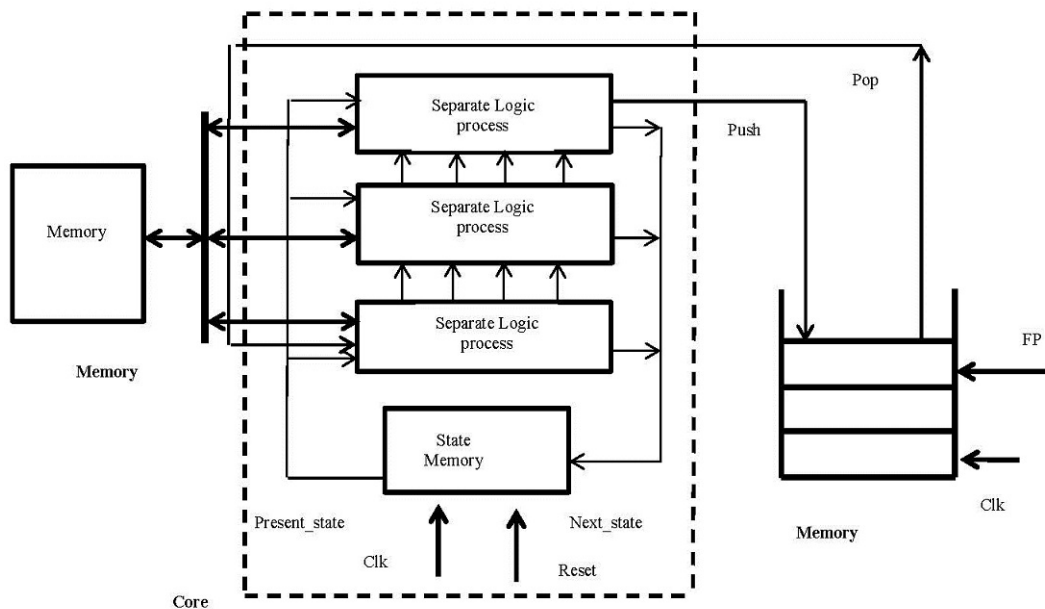 Pop
Separate Logic
process
Push
Separate Logic
process
Memory
Separate Logic
process
FP
Memory
State
Memory
Clk
Present_state
Next_state
Memory
Clk
Reset
Core